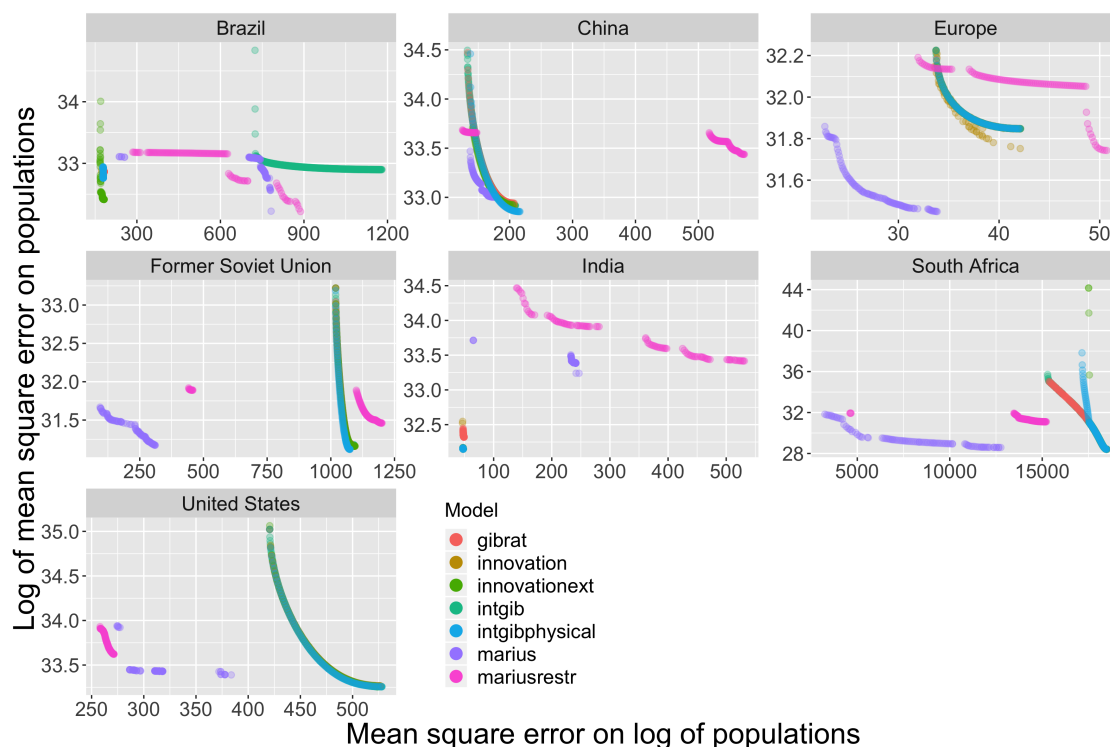 Brazil
China
Europe
34
33
300 600 900 1200
34.5
34.0
33.5
33.0
200 300 400 500
32.2
32.0
31.8
31.6
30 40 50
Former Soviet Union
India
South Africa
33.0
32.5
32.0
31.5
250 500 750 1000 1250
34.5
34.0
33.5
33.0
32.5
100 200 300 400 500
44
40
36
32
28
5000 10000 15000
United States
35.0
34.5
34.0
33.5
250 300 350 400 450 500
Model
gibrat
innovation
innovationext
intgib
intgibphysical
marius
mariusrestr
Log of mean square error on populations
Mean square error on log of populations